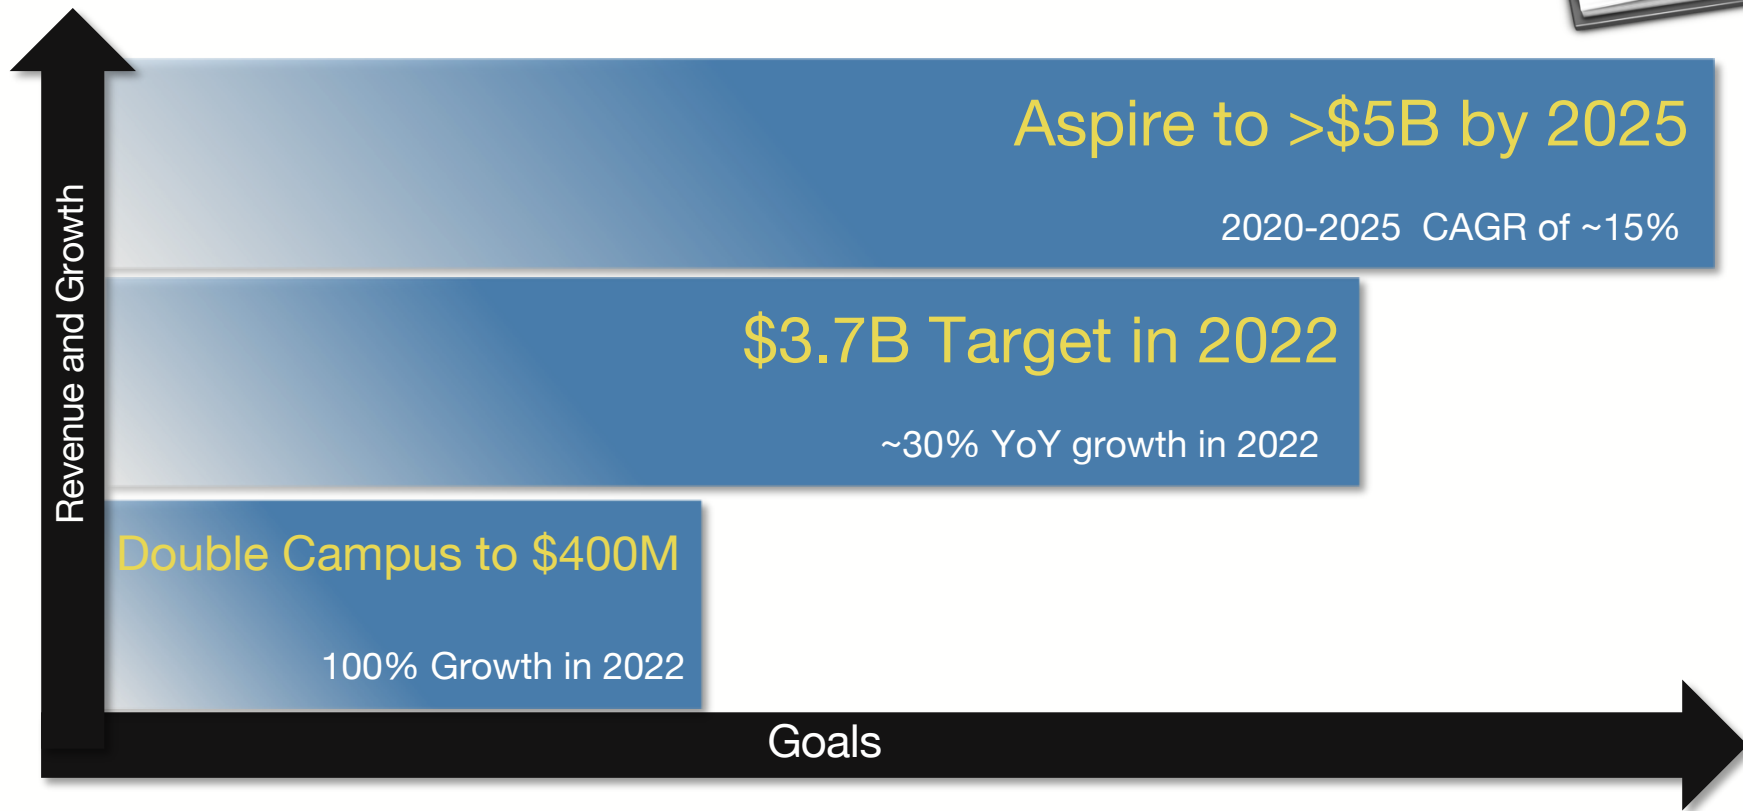 Aspire to >$5B by 2025
2020-2025 CAGR of ~15%
$3.7B Target in 2022
~30% YoY growth in 2022
Double Campus to $400M
100% Growth in 2022
Revenue and Growth
Goals